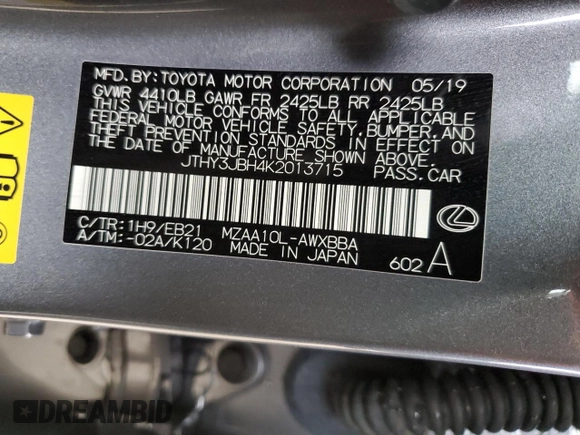 MFD. BY: TOYOTA MOTOR CORPORATION 05/19
GVWR 4410LB GAWR FR 2425LB RR 2425LB
THIS VEHICLE CONFORMS TO ALL APPLICABLE
FEDERAL MOTOR VEHICLE SAFETY, BUMPER, AND
THEFT PREVENTION STANDARDS IN EFFECT ON
THE DATE OF MANUFACTURE SHOWN ABOVE.
JTHY3JBH4K2013715 PASS.CAR
C/TR: 1H9/EB21 MZAA10L-AWXBBA
A/TM: -02A/K120 MADE IN JAPAN
602 A
DREAMBID